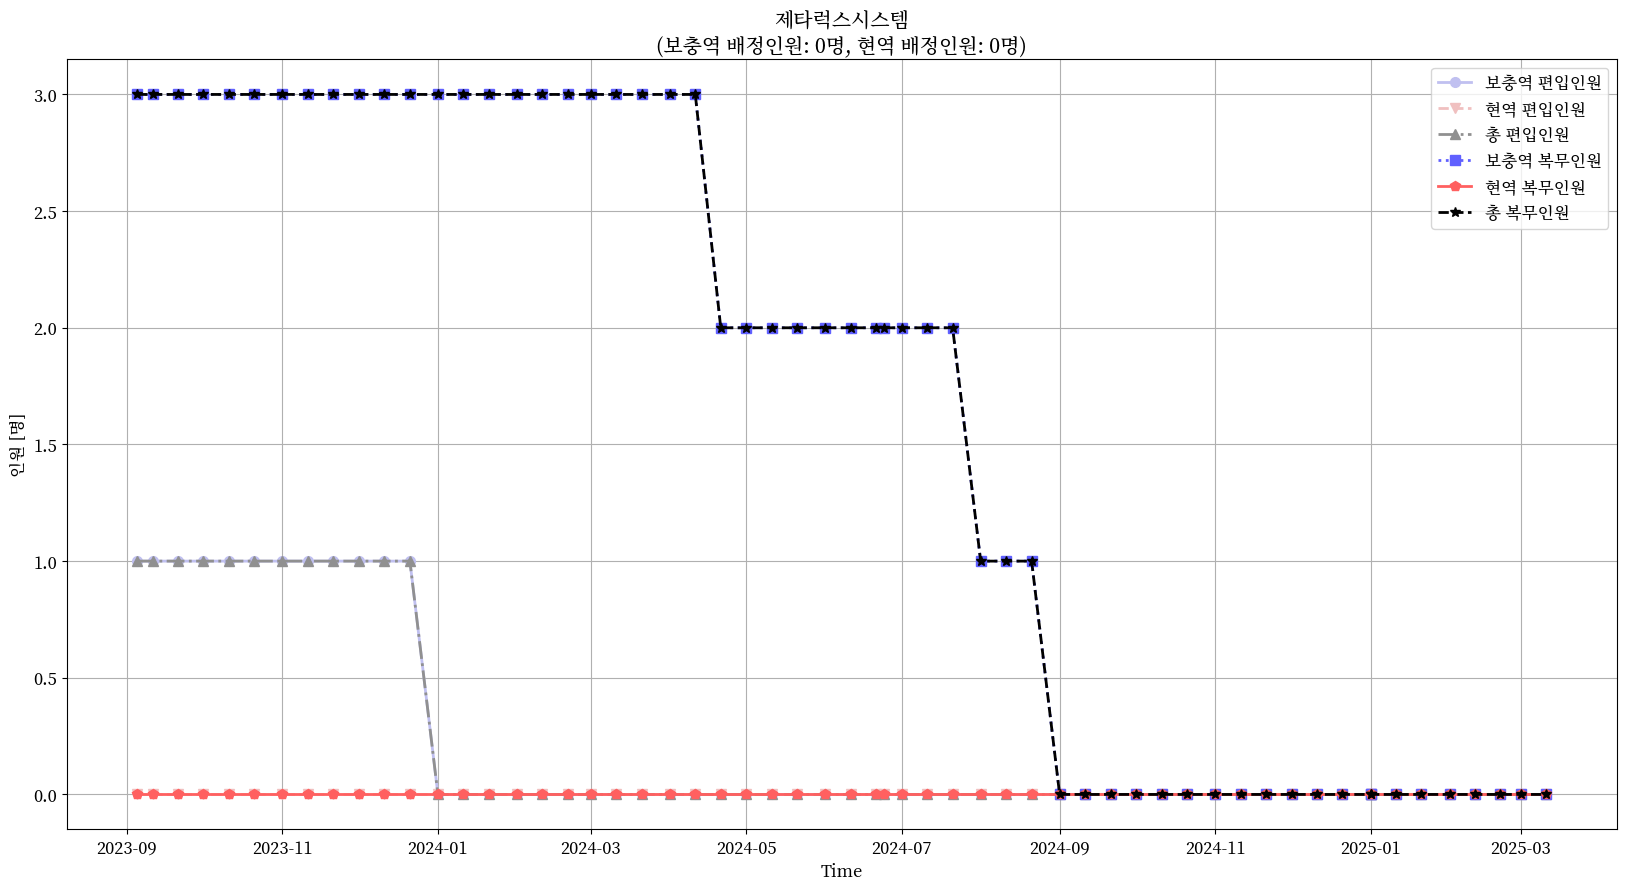 제타럭스시스템
(보충역 배정인원: 0명, 현역 배정인원: 0명)
보충역 편입인원
현역 편입인원
총 편입인원
보충역 복무인원
현역 복무인원
총 복무인원
인원 [명]
3.0
2.5
2.0
1.5
1.0
0.5
0.0
2023-09
2023-11
2024-01
2024-03
2024-05
2024-07
2024-09
2024-11
2025-01
2025-03
Time